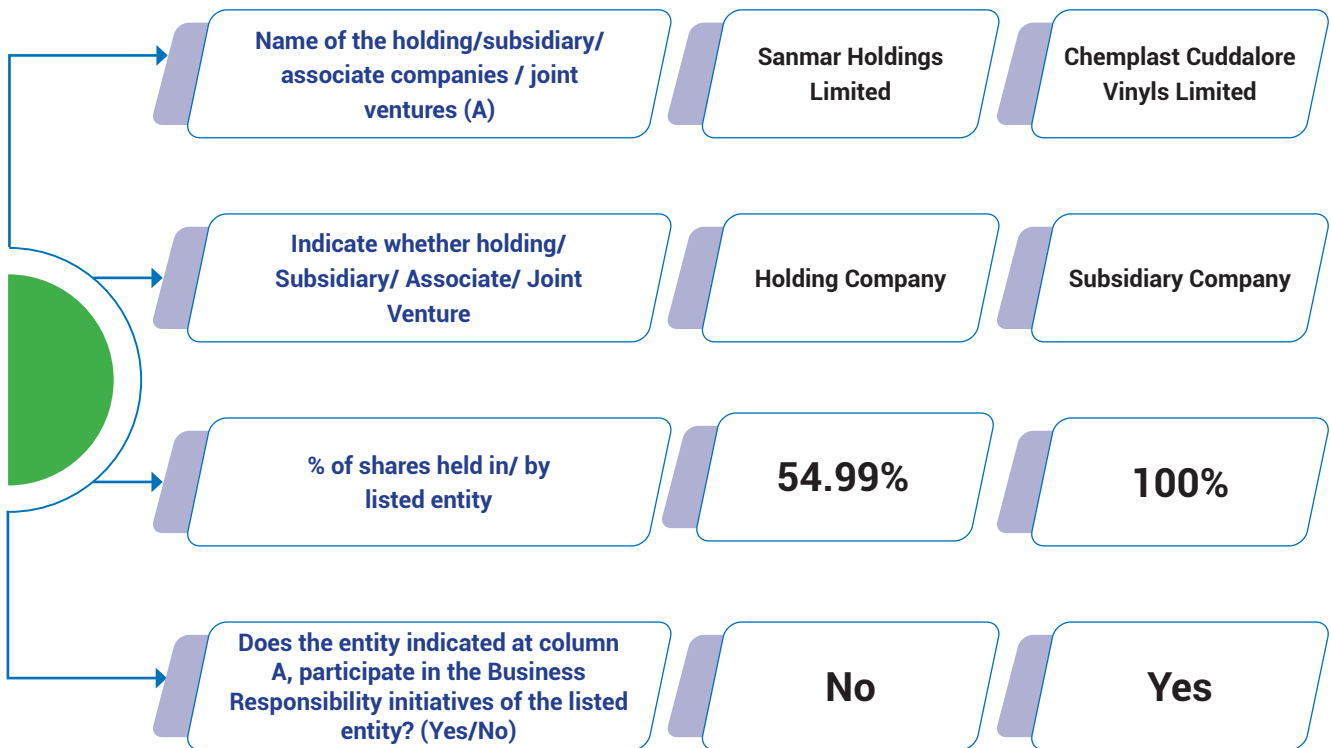 Name of the holding/subsidiary/
associate companies / joint
ventures (A)
Sanmar Holdings
Limited
Chemplast Cuddalore
Vinyls Limited
Indicate whether holding/
Subsidiary/ Associate/ Joint
Venture
Holding Company
Subsidiary Company
% of shares held in/ by
listed entity
54.99%
100%
Does the entity indicated at column
A, participate in the Business
Responsibility initiatives of the listed
entity? (Yes/No)
No
Yes